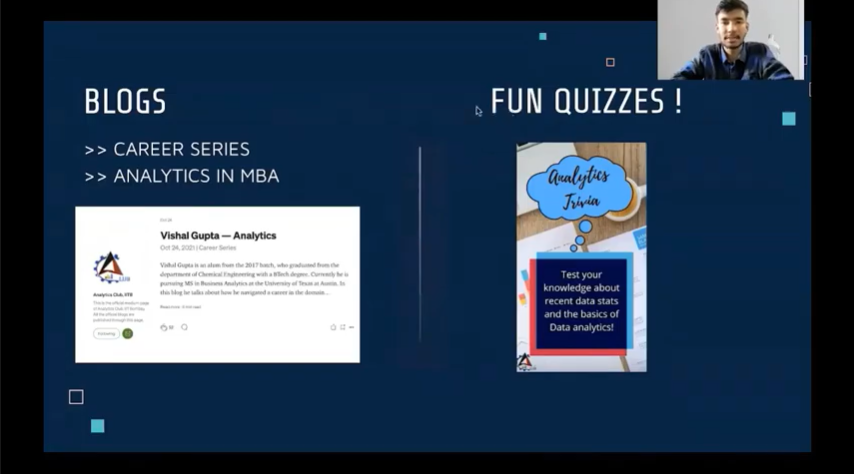 BLOGS
>> CAREER SERIES
>> ANALYTICS IN MBA
Vishal Gupta — Analytics
Oct 24, 2021 | Career Series
Vishal Gupta is an alum from the 2017 batch, who graduated from the
department of Chemical Engineering with a BTech degree. Currently he is
pursuing MS in Business Analytics at the University of Texas at Austin. In
this blog he talks about how he navigated a career in the domain...
Analytics Club, IITB
Following
FUN QUIZZES !
Analytics
Trivia
Test your
knowledge about
recent data stats
and the basics of
Data analytics!